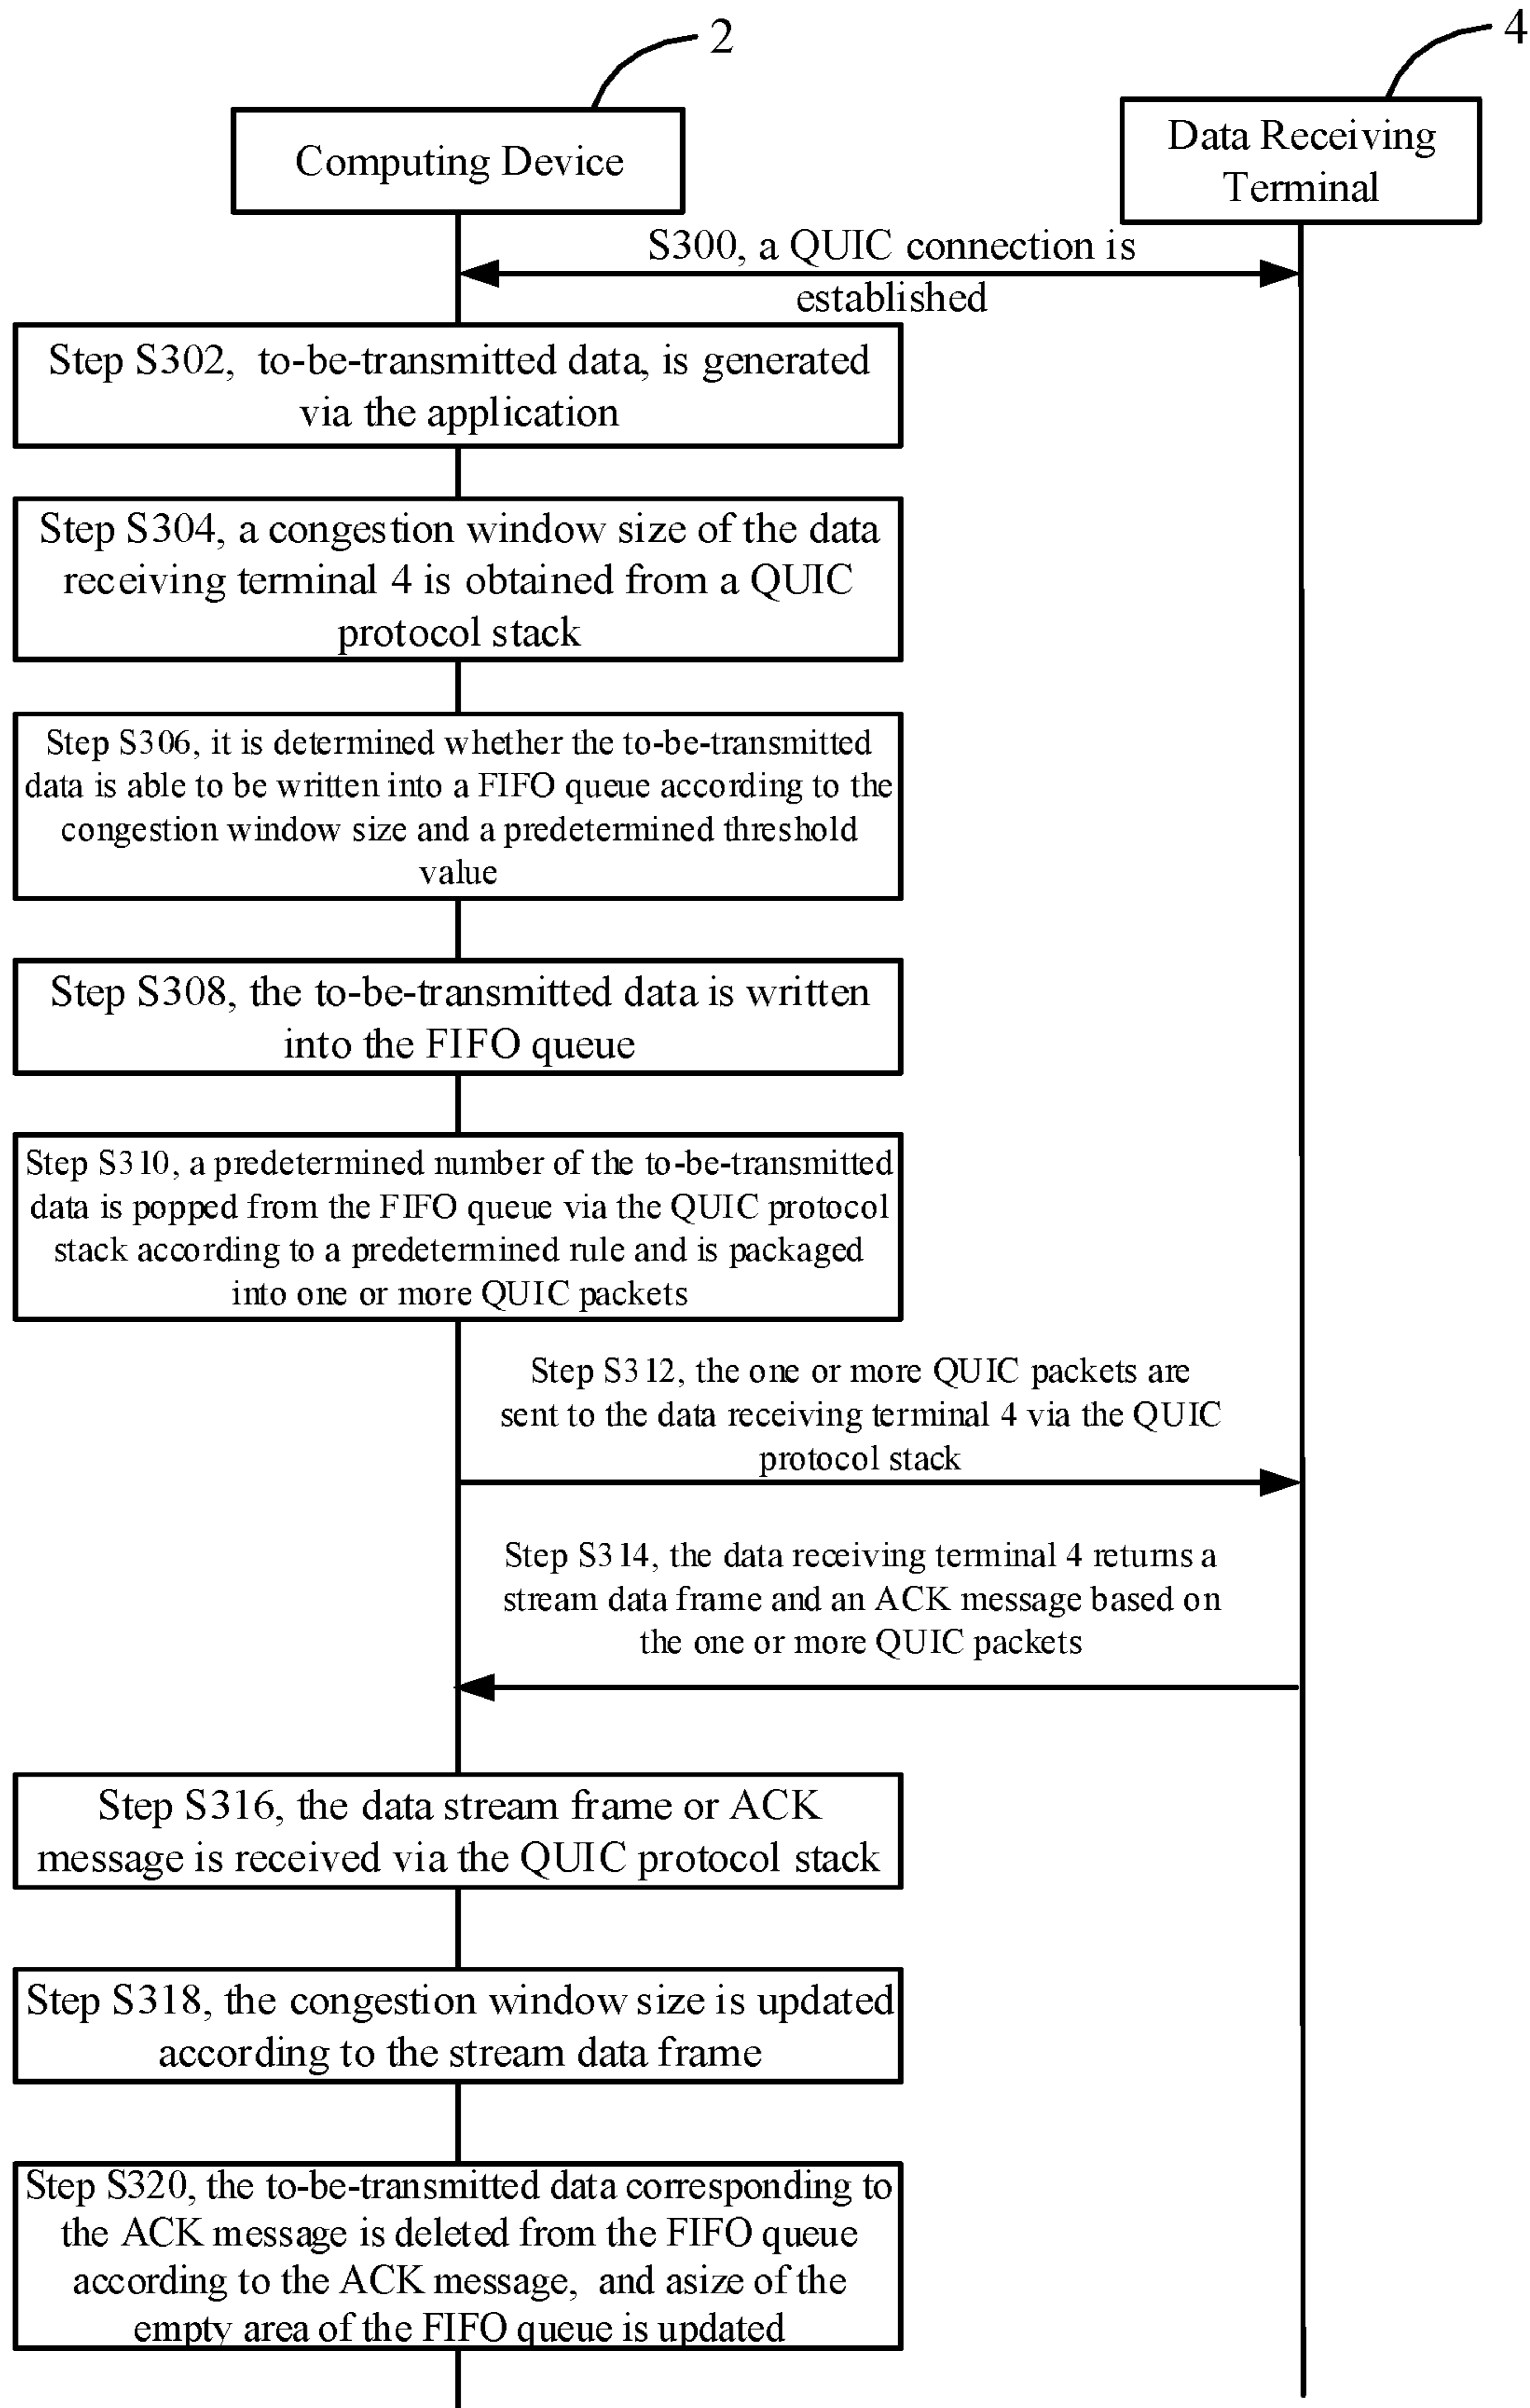 2
4
Computing Device
Data Receiving
Terminal
S300, a QUIC connection is
established
Step S302, to-be-transmitted data, is generated
via the application
Step S304, a congestion window size of the data
receiving terminal 4 is obtained from a QUIC
protocol stack
Step S306, it is determined whether the to-be-transmitted
data is able to be written into a FIFO queue according to the
congestion window size and a predetermined threshold
value
Step S308, the to-be-transmitted data is written
into the FIFO queue
Step S310, a predetermined number of the to-be-transmitted
data is popped from the FIFO queue via the QUIC protocol
stack according to a predetermined rule and is packaged
into one or more QUIC packets
Step S312, the one or more QUIC packets are
sent to the data receiving terminal 4 via the QUIC
protocol stack
Step S314, the data receiving terminal 4 returns a
stream data frame and an ACK message based on
the one or more QUIC packets
Step S316, the data stream frame or ACK
message is received via the QUIC protocol stack
Step S318, the congestion window size is updated
according to the stream data frame
Step S320, the to-be-transmitted data corresponding to
the ACK message is deleted from the FIFO queue
according to the ACK message, and asize of the
empty area of the FIFO queue is updated